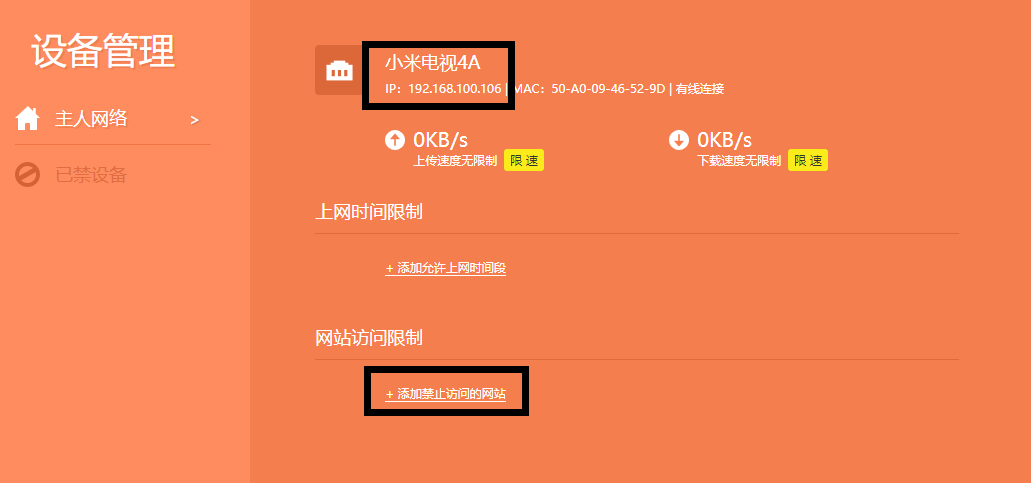 设备管理
主人网络 >
已禁设备
小米电视4A
IP：192.168.100.106 | MAC：50-A0-09-46-52-9D | 有线连接
0KB/s
上传速度无限制 限 速
0KB/s
下载速度无限制 限 速
上网时间限制
+ 添加允许上网时间段
网站访问限制
+ 添加禁止访问的网站